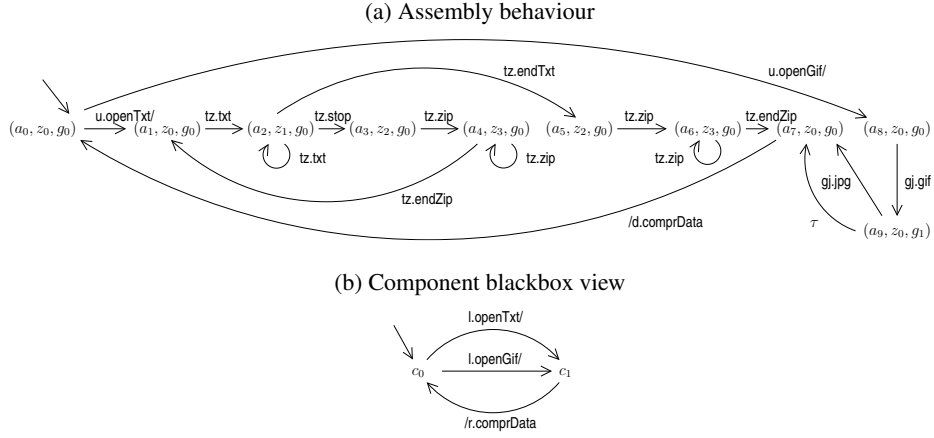 (a) Assembly behaviour
tz.endTxt
u.openGif/
u.openTxt/ tz.txt tz.stop tz.zip tz.zip tz.endZip
(a₀, z₀, g₀) (a₁, z₀, g₀) (a₂, z₁, g₀) (a₃, z₂, g₀) (a₄, z₃, g₀) (a₅, z₂, g₀) (a₆, z₃, g₀) (a₇, z₀, g₀) (a₈, z₀, g₀)
tz.txt tz.zip tz.zip
gj.jpg gj.gif
tz.endZip
/d.comprData τ (a₉, z₀, g₁)
(b) Component blackbox view
l.openTxt/
l.openGif/
c₀ c₁
/r.comprData